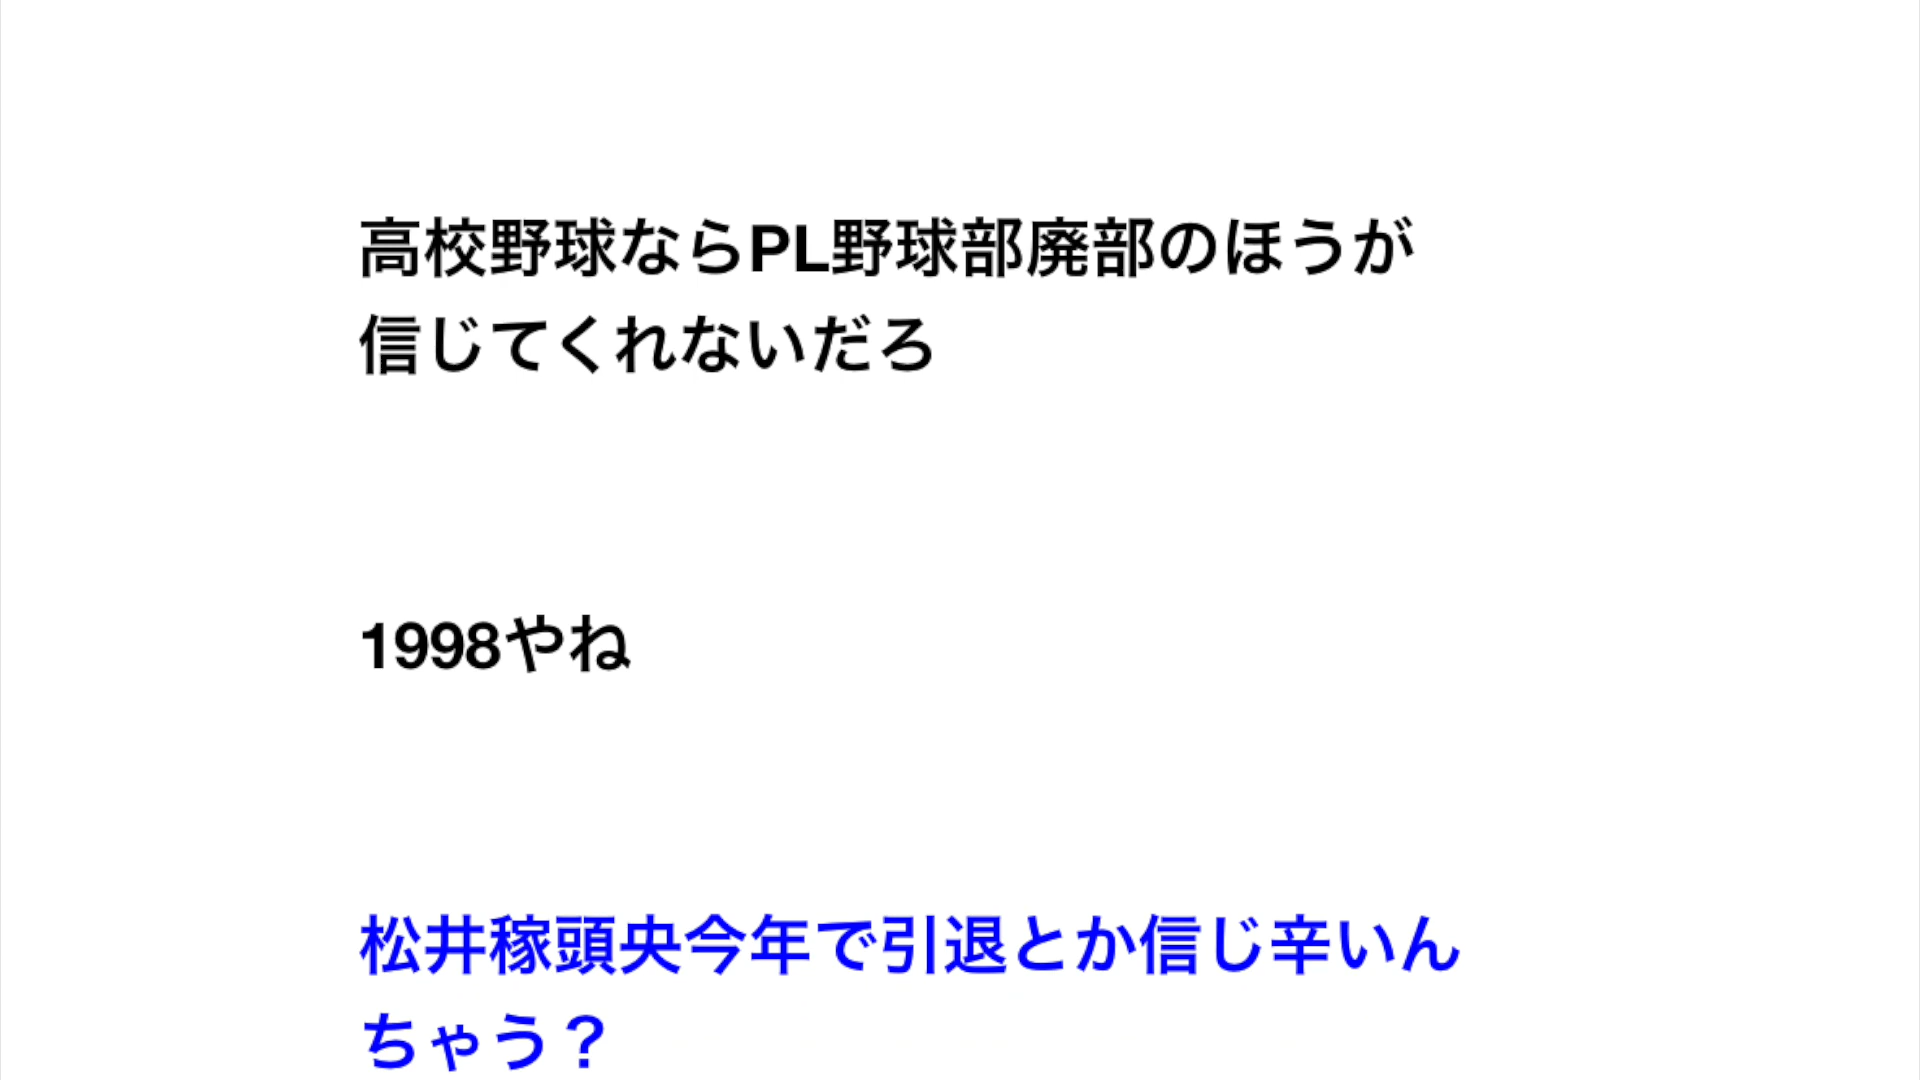 高校野球ならPL野球部廃部のほうが
信じてくれないだろ
1998やね
松井稼頭央今年で引退とか信じ辛いん
ちゃう？